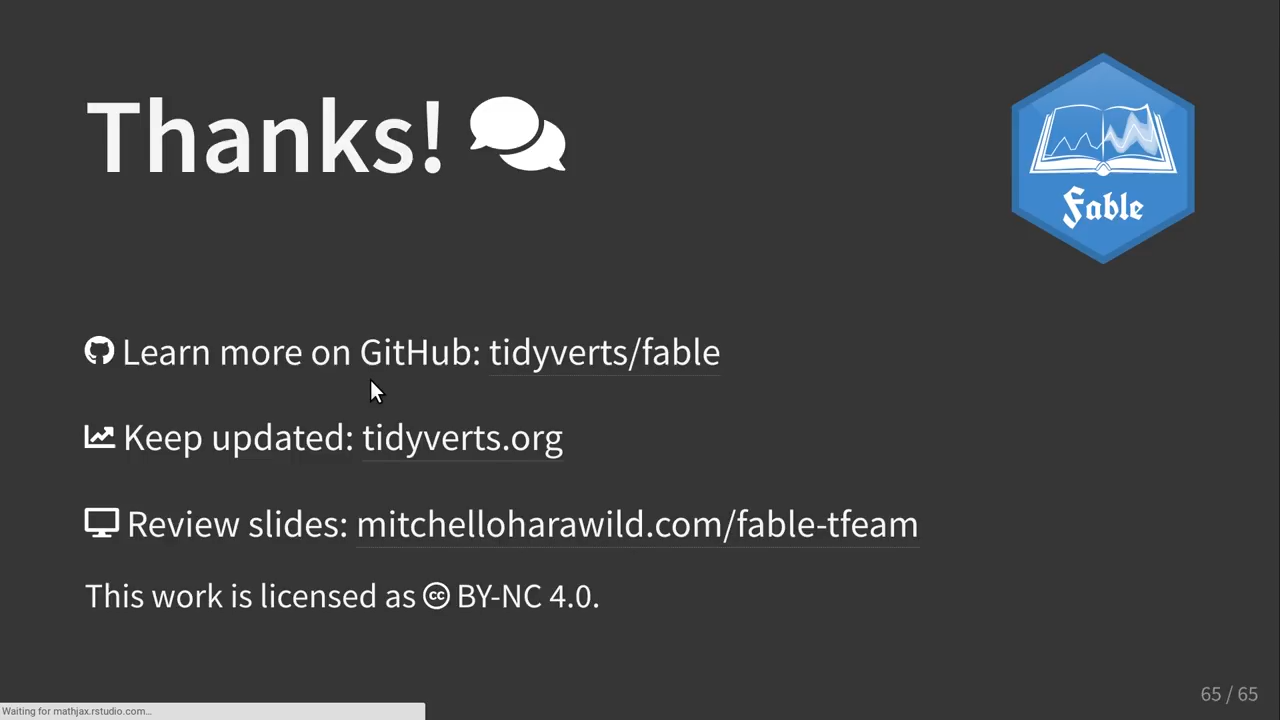 Thanks!
Fable
Learn more on GitHub: tidyverts/fable
Keep updated: tidyverts.org
Review slides: mitchelloharawild.com/fable-tfeam
This work is licensed as cc BY-NC 4.0.
65 / 65
Waiting for mathjax.rstudio.com...